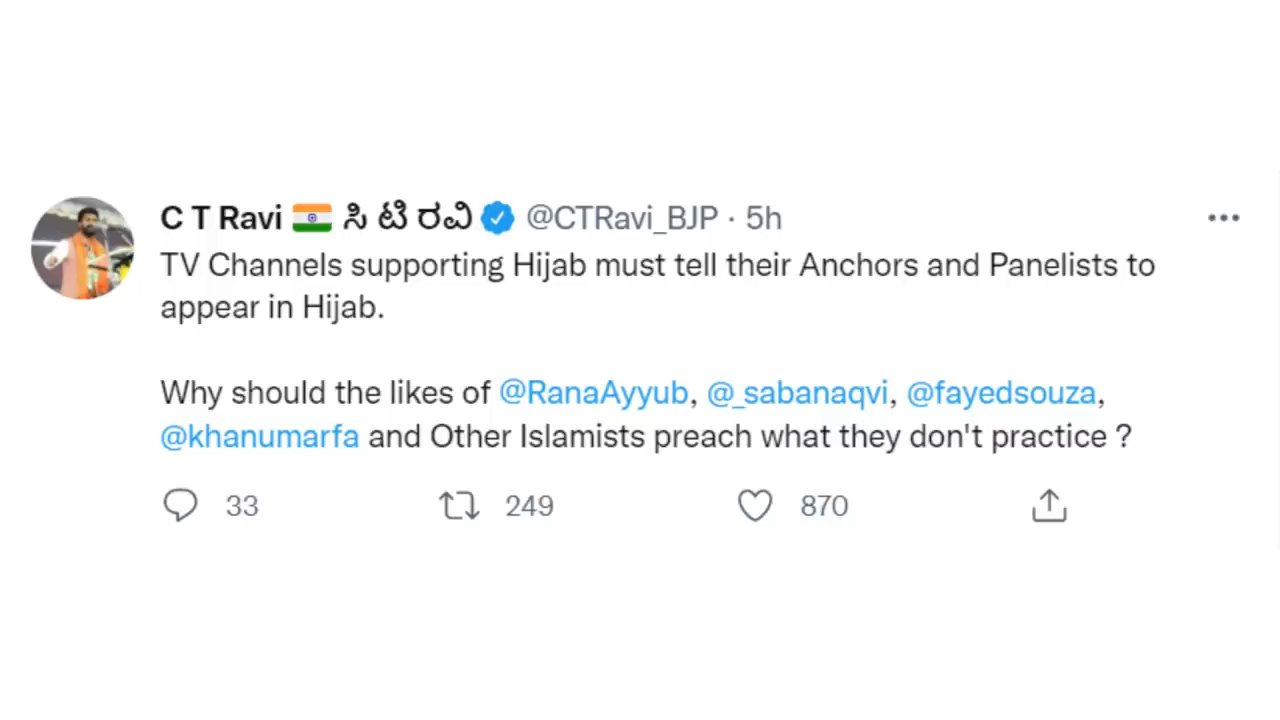 C T Ravi 🇮🇳 ಸಿ ಟಿ ರವಿ @CTRavi_BJP · 5h
TV Channels supporting Hijab must tell their Anchors and Panelists to
appear in Hijab.
Why should the likes of @RanaAyyub, @_sabanaqvi, @fayedsouza,
@khanumarfa and Other Islamists preach what they don't practice ?
33 249 870